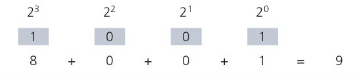 2³ 2² 2¹ 2⁰
1 0 0 1
8 + 0 + 0 + 1 = 9